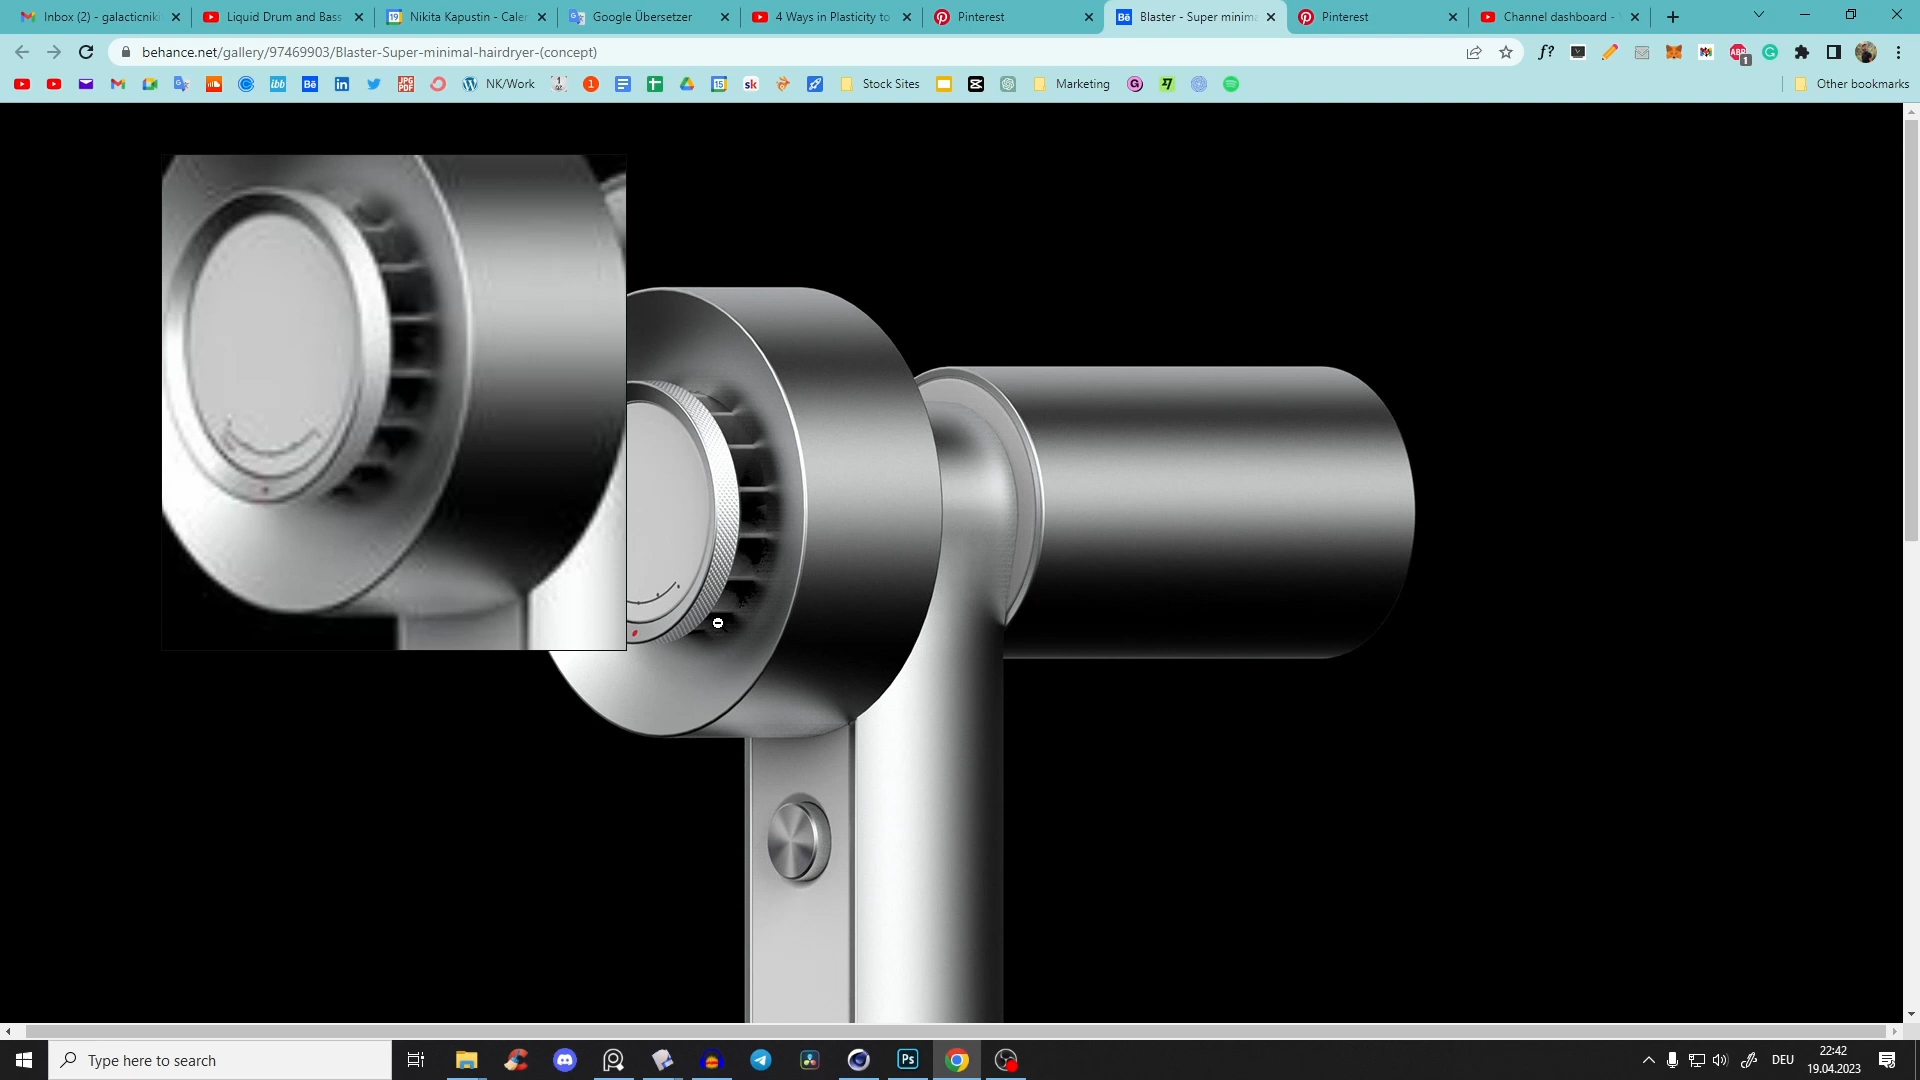 Inbox (2) - galacticniki
Liquid Drum and Bass
Nikita Kapustin - Caler
Google Übersetzer
4 Ways in Plasticity to
Pinterest
Blaster - Super minima
Pinterest
Channel dashboard -
behance.net/gallery/97469903/Blaster-Super-minimal-hairdryer-(concept)
NK/Work
Stock Sites
Marketing
Other bookmarks
Type here to search
DEU
22:42
19.04.2023